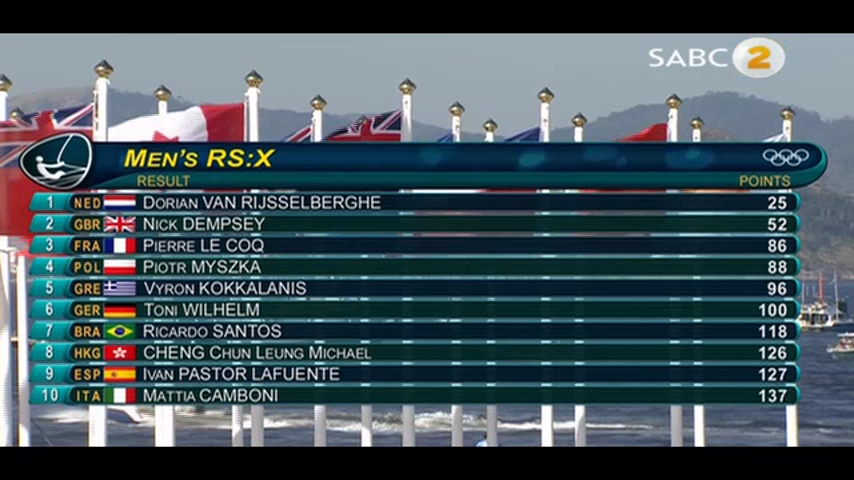 SABC 2
MEN'S RS:X
RESULT POINTS
1 NED DORIAN VAN RIJSSELBERGHE 25
2 GBR NICK DEMPSEY 52
3 FRA PIERRE LE COQ 86
4 POL PIOTR MYSZKA 88
5 GRE VYRON KOKKALANIS 96
6 GER TONI WILHELM 100
7 BRA RICARDO SANTOS 118
8 HKG CHENG CHUN LEUNG MICHAEL 126
9 ESP IVAN PASTOR LAFUENTE 127
10 ITA MATTIA CAMBONI 137